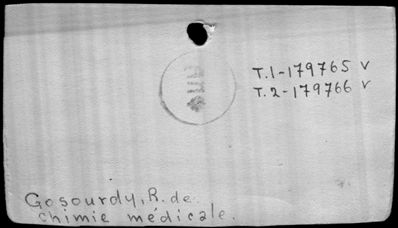 T.1-179765 v
T.2-179766 v
Gosourdy, R. de.
chimie médicale.